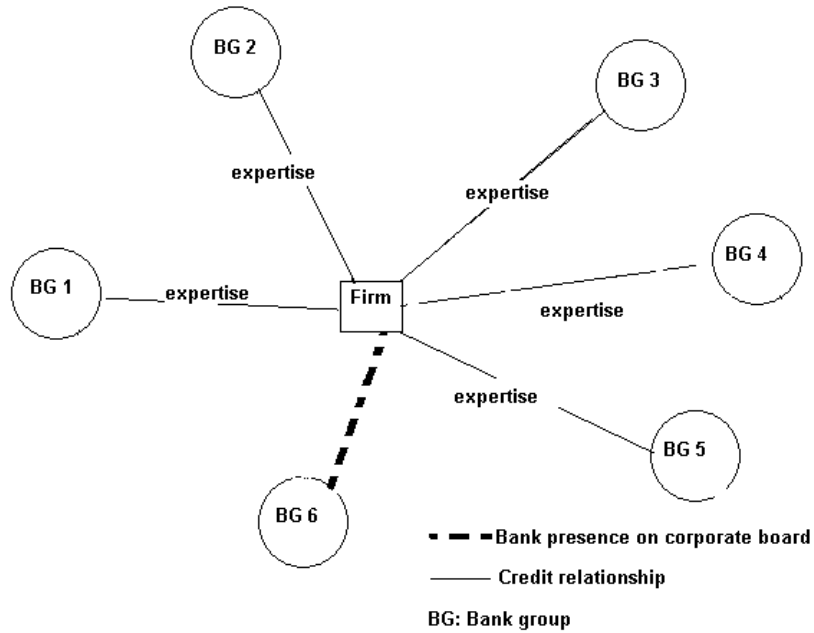 BG 2
BG 3
expertise
expertise
BG 4
BG 1
expertise
Firm
expertise
expertise
BG 5
BG 6
Bank presence on corporate board
Credit relationship
BG: Bank group